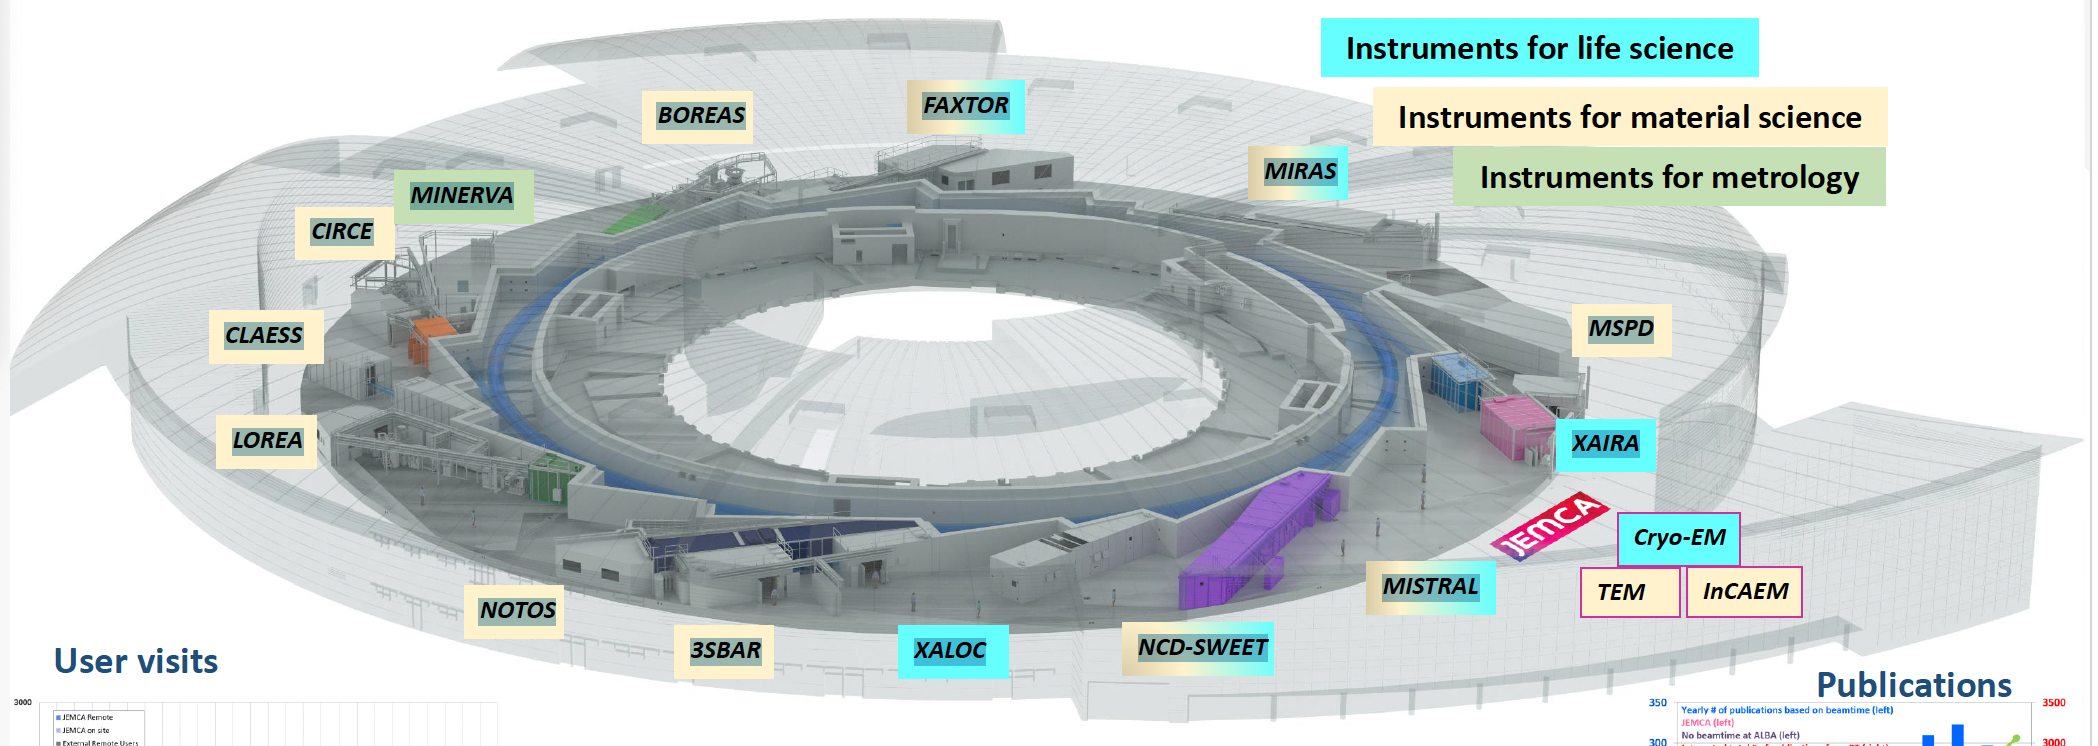 Instruments for life science
Instruments for material science
Instruments for metrology
BOREAS
FAXTOR
MIRAS
MINERVA
CIRCE
CLAESS
MSPD
LOREA
XAIRA
JEMCA
Cryo-EM
TEM
InCAEM
MISTRAL
NOTOS
3SBAR
XALOC
NCD-SWEET
User visits
3000
JEMCA Remote
JEMCA on site
External Remote Users
Publications
350
3500
Yearly # of publications based on beamtime (left)
JEMCA (left)
No beamtime at ALBA (left)
300
3000